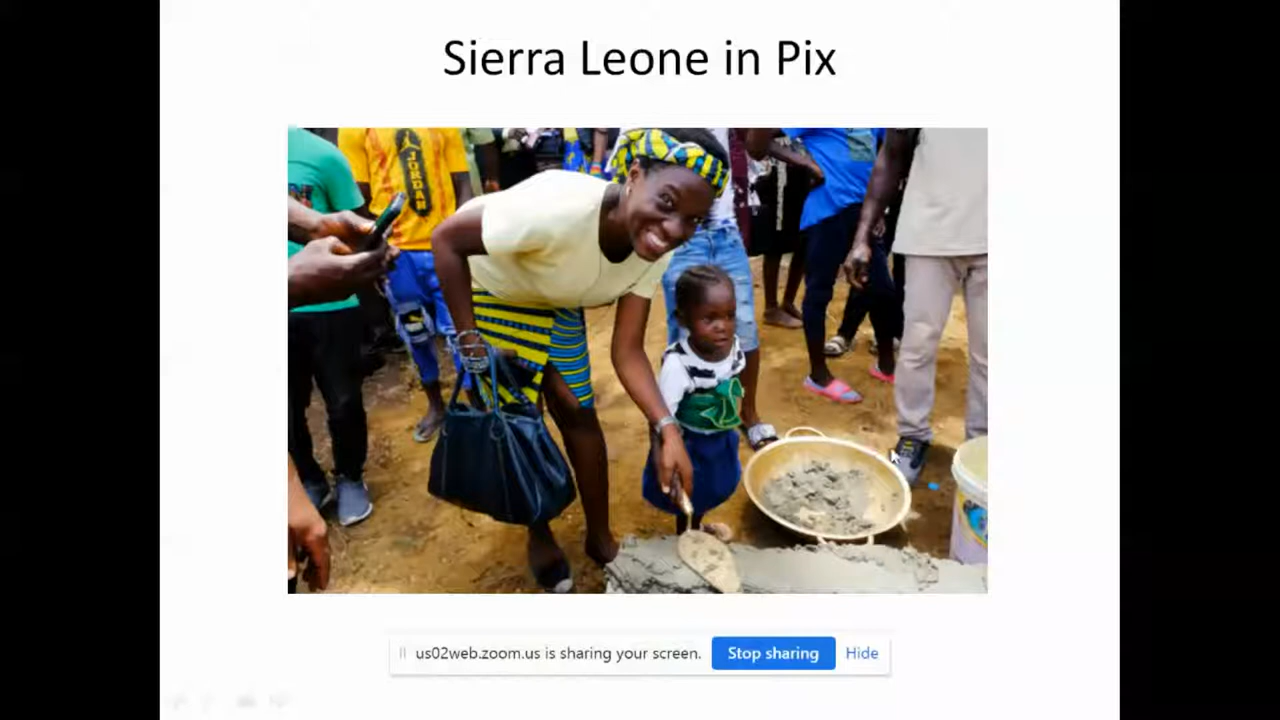 Sierra Leone in Pix
JORDAN
us02web.zoom.us is sharing your screen.
Stop sharing
Hide